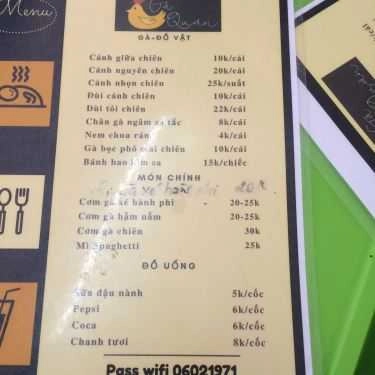 Menu
Gà Quán
GÀ-ĐỒ VẶT
Cánh giữa chiên 10k/cái
Cánh nguyên chiên 20k/cái
Cánh nhọn chiên 25k/suất
Đùi cánh chiên 10k/cái
Đùi tỏi chiên 22k/cái
Chân gà ngâm sả tắc 8k/cái
Nem chua rán 4k/cái
Gà bọc phô mai chiên 10k/cái
Bánh bao 15k/chiếc
MÓN CHÍNH
xé hành phi 20k
Cơm gà xé hành phi 20-25k
Cơm gà hầm nấm 20-25k
Cơm gà chiên 30k
Mì Spaghetti 25k
ĐỒ UỐNG
Sữa đậu nành 5k/cốc
Pepsi 6k/cốc
Coca 6k/cốc
Chanh tươi 8k/cốc
Pass wifi 06021971